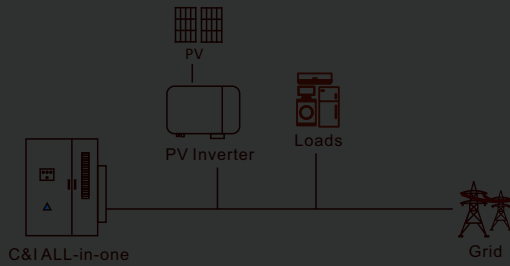 PV
PV Inverter
Loads
C&I ALL-in-one
Grid